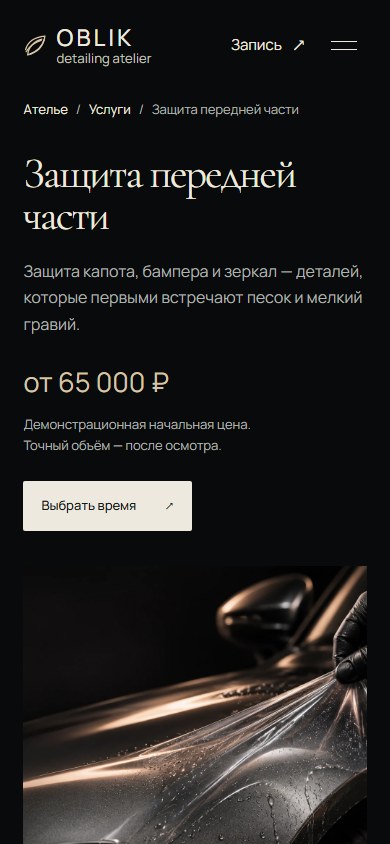 OBLIK
detailing atelier
Запись ↗
Ателье / Услуги / Защита передней части
Защита передней
части
Защита капота, бампера и зеркал — деталей,
которые первыми встречают песок и мелкий
гравий.
от 65 000 ₽
Демонстрационная начальная цена.
Точный объём — после осмотра.
Выбрать время ↗